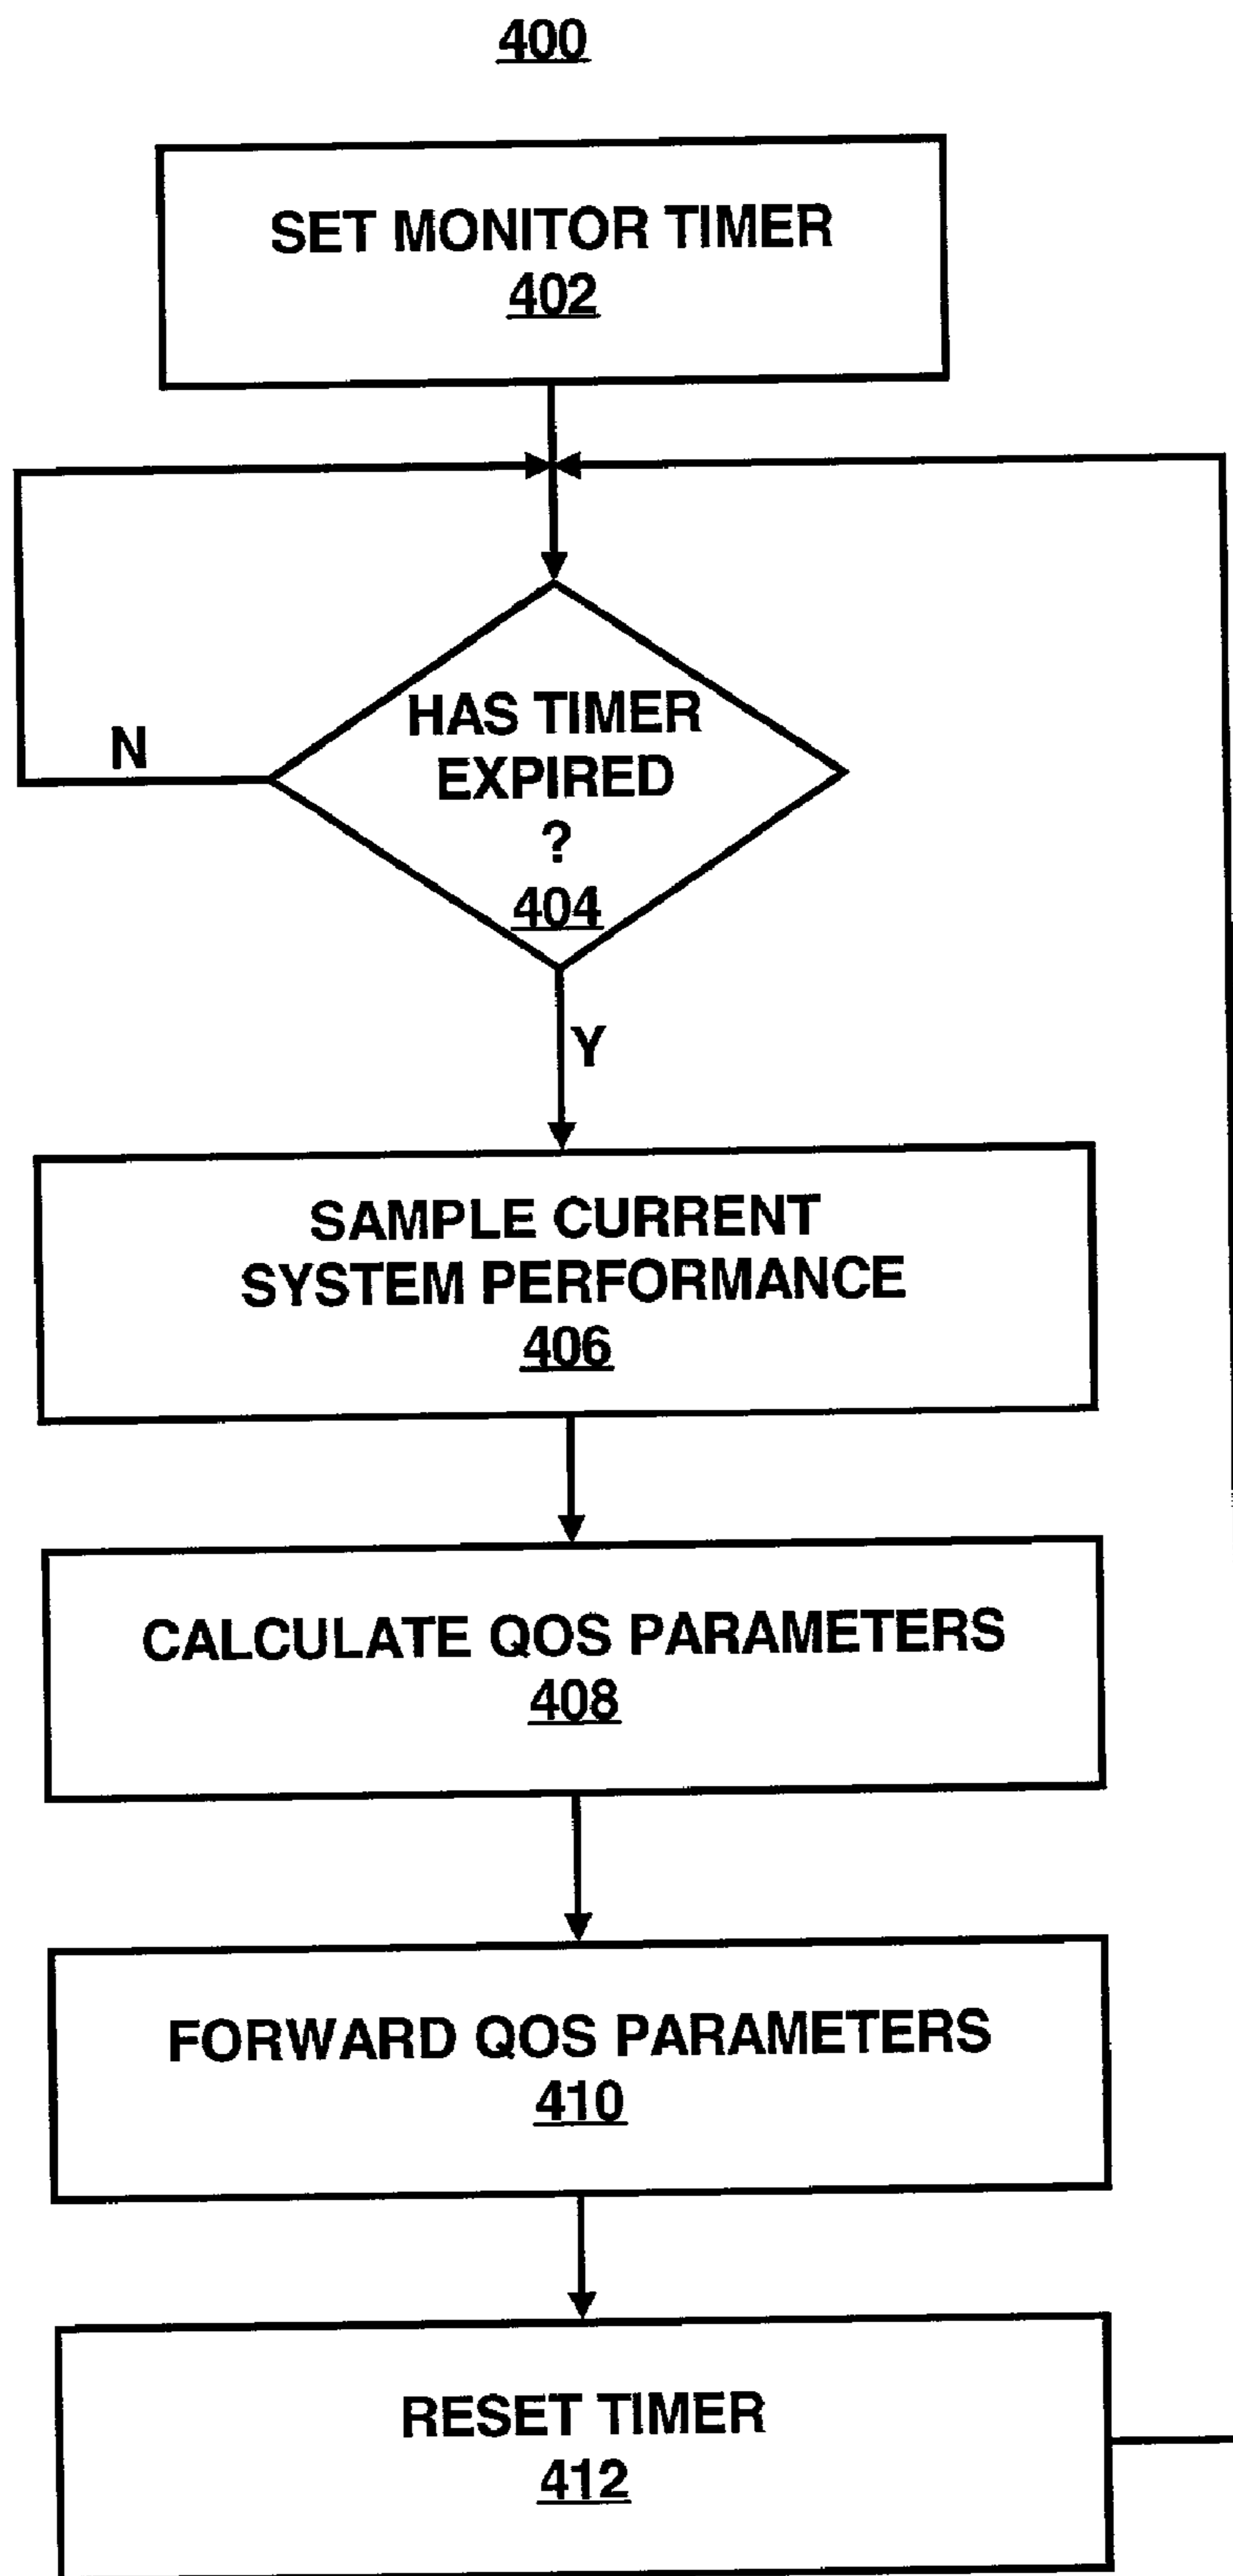 400
SET MONITOR TIMER
402
HAS TIMER
EXPIRED
?
404
N
Y
SAMPLE CURRENT
SYSTEM PERFORMANCE
406
CALCULATE QOS PARAMETERS
408
FORWARD QOS PARAMETERS
410
RESET TIMER
412